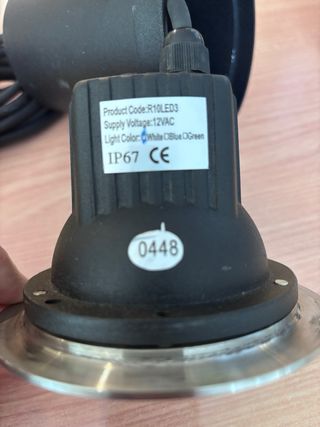 Product Code:R10LED3
Supply Voltage:12VAC
Light Color:☑White☐Blue☐Green
IP67 CE
0448